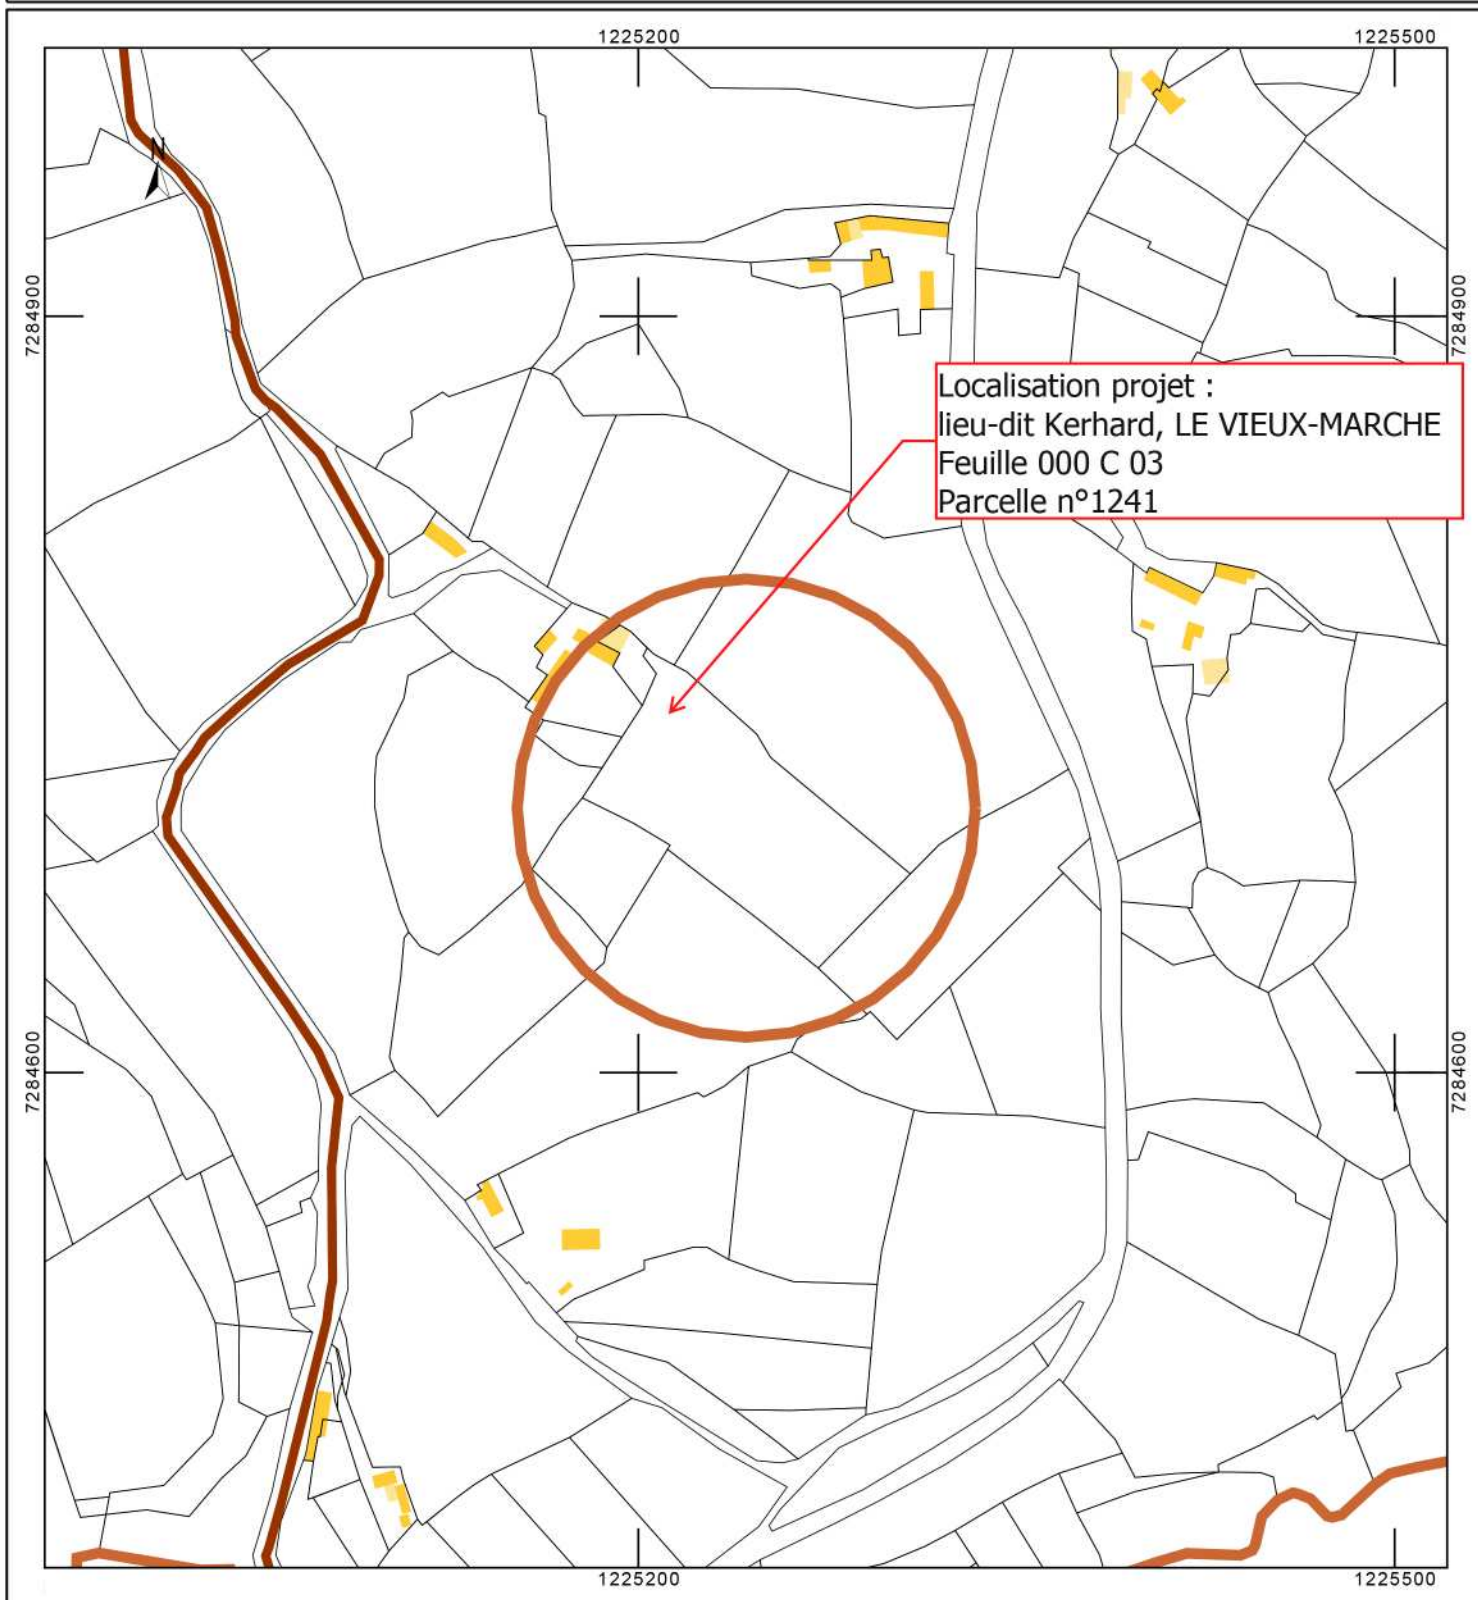 1225200
1225500
N
7284900
7284900
Localisation projet :
lieu-dit Kerhard, LE VIEUX-MARCHE
Feuille 000 C 03
Parcelle n°1241
7284600
7284600
1225200
1225500